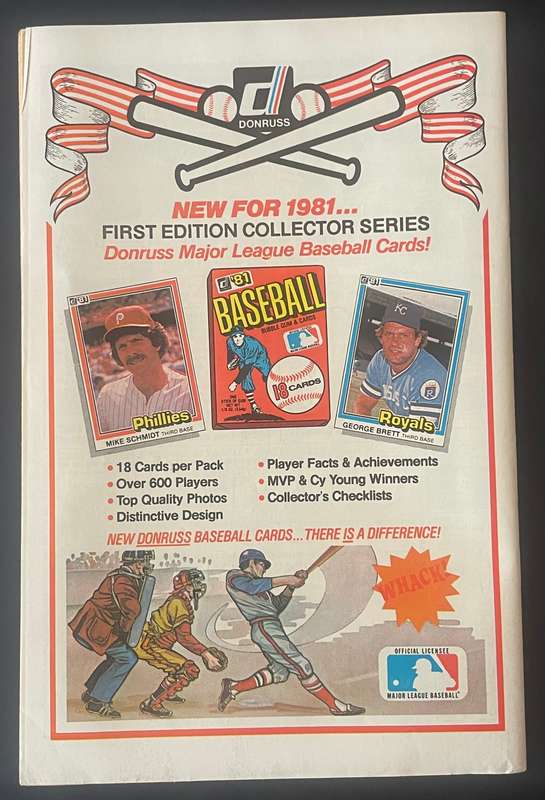 DONRUSS
NEW FOR 1981...
FIRST EDITION COLLECTOR SERIES
Donruss Major League Baseball Cards!
'81
Phillies
MIKE SCHMIDT THIRD BASE
'81
BASEBALL
BUBBLE GUM & CARDS
18 CARDS
'81
KC
R
Royals
GEORGE BRETT THIRD BASE
• 18 Cards per Pack
• Over 600 Players
• Top Quality Photos
• Distinctive Design
• Player Facts & Achievements
• MVP & Cy Young Winners
• Collector's Checklists
NEW DONRUSS BASEBALL CARDS...THERE IS A DIFFERENCE!
WHACK!
OFFICIAL LICENSEE
MAJOR LEAGUE BASEBALL